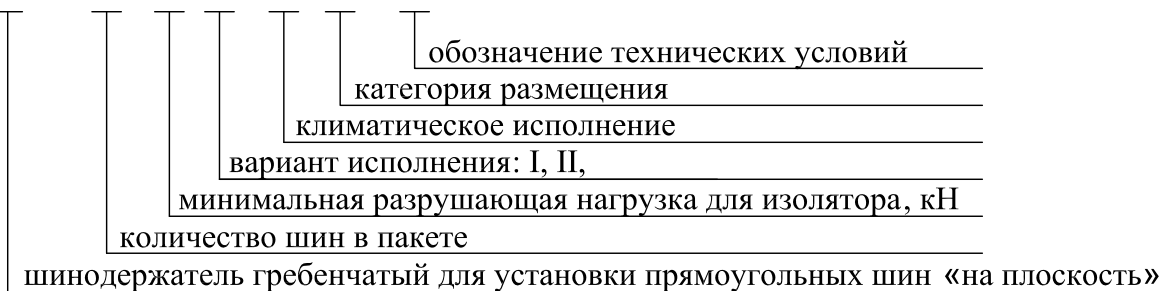 обозначение технических условий
категория размещения
климатическое исполнение
вариант исполнения: I, II,
минимальная разрушающая нагрузка для изолятора, кН
количество шин в пакете
шинодержатель гребенчатый для установки прямоугольных шин «на плоскость»